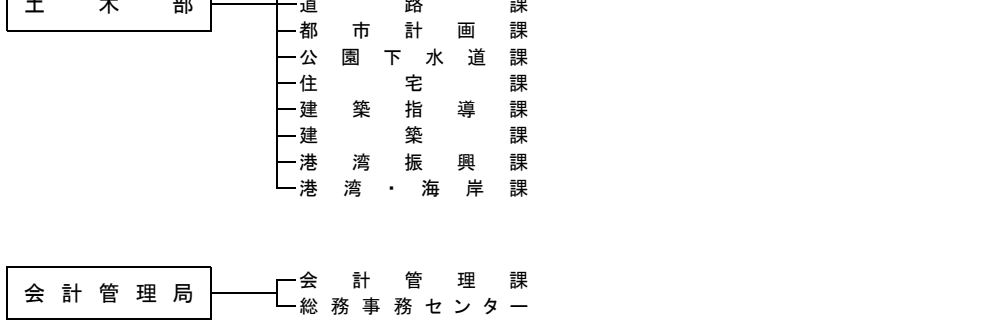 土木部
道路課
都市計画課
公園下水道課
住宅課
建築指導課
建築課
港湾振興課
港湾・海岸課
会計管理局
会計管理課
総務事務センター